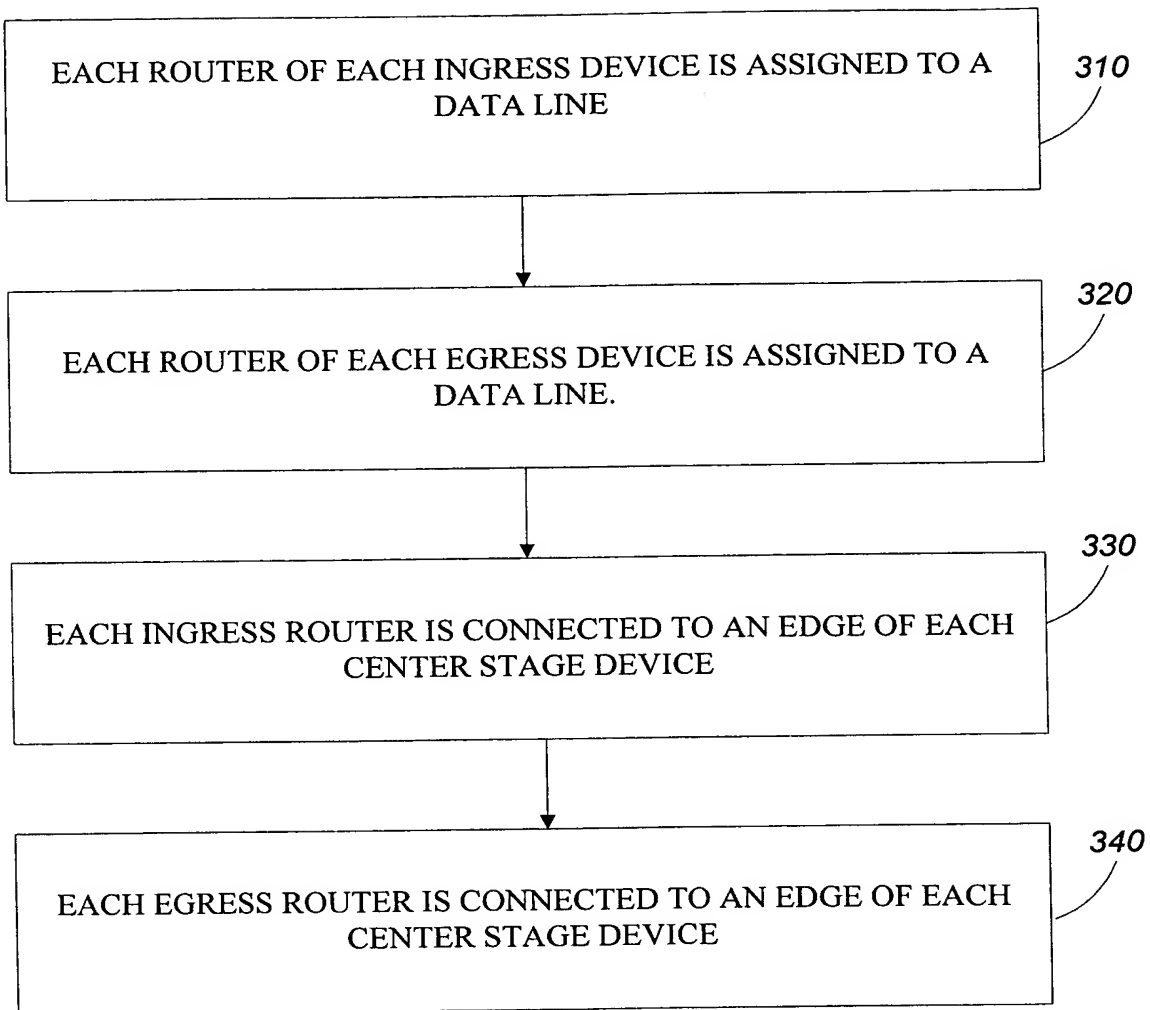 EACH ROUTER OF EACH INGRESS DEVICE IS ASSIGNED TO A
DATA LINE
310
EACH ROUTER OF EACH EGRESS DEVICE IS ASSIGNED TO A
DATA LINE.
320
EACH INGRESS ROUTER IS CONNECTED TO AN EDGE OF EACH
CENTER STAGE DEVICE
330
EACH EGRESS ROUTER IS CONNECTED TO AN EDGE OF EACH
CENTER STAGE DEVICE
340